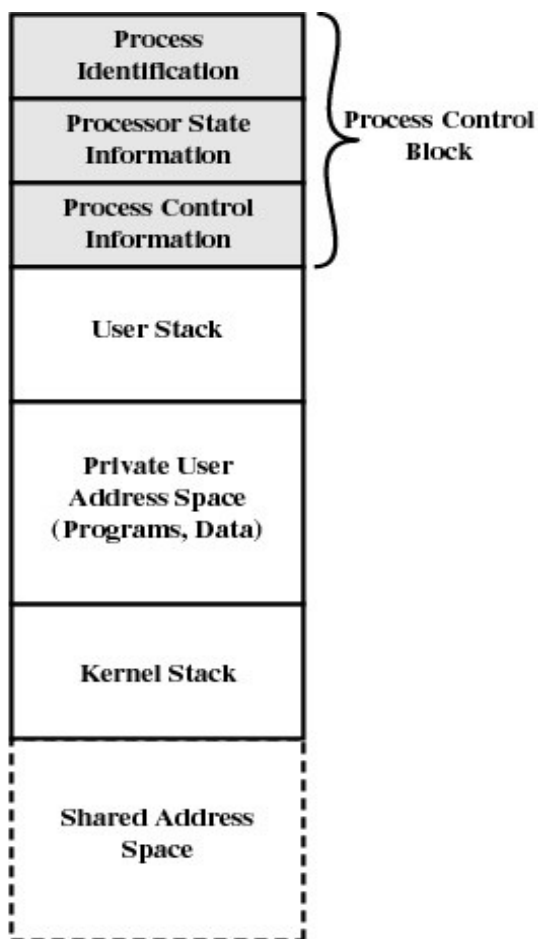 Process
Identification
Processor State
Information
Process Control
Information
Process Control
Block
User Stack
Private User
Address Space
(Programs, Data)
Kernel Stack
Shared Address
Space